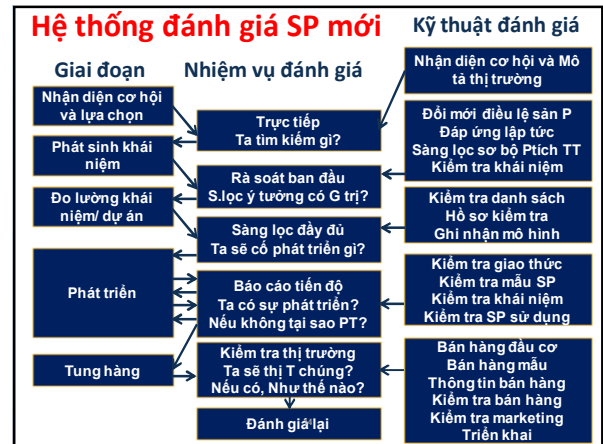 Hệ thống đánh giá SP mới
Kỹ thuật đánh giá
Giai đoạn
Nhiệm vụ đánh giá
Nhận diện cơ hội
và lựa chọn
Phát sinh khái
niệm
Đo lường khái
niệm/ dự án
Phát triển
Tung hàng
Trực tiếp
Ta tìm kiếm gì?
Rà soát ban đầu
S.lọc ý tưởng có G trị?
Sàng lọc đầy đủ
Ta sẽ cố phát triển gì?
Báo cáo tiến độ
Ta có sự phát triển?
Nếu không tại sao PT?
Kiểm tra thị trường
Ta sẽ thị T chúng?
Nếu có, Như thế nào?
Đánh giá lại
Nhận diện cơ hội và Mô
tả thị trường
Đổi mới điều lệ sản P
Đáp ứng lập tức
Sàng lọc sơ bộ Ptích TT
Kiểm tra khái niệm
Kiểm tra danh sách
Hồ sơ kiểm tra
Ghi nhận mô hình
Kiểm tra giao thức
Kiểm tra mẫu SP
Kiểm tra khái niệm
Kiểm tra SP sử dụng
Bán hàng đầu cơ
Bán hàng mẫu
Thông tin bán hàng
Kiểm tra bán hàng
Kiểm tra marketing
Triển khai